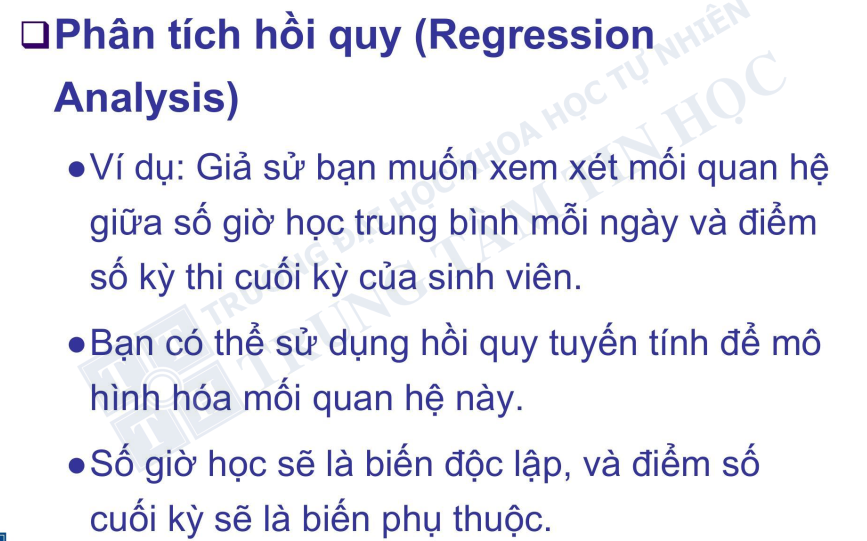 ❑Phân tích hồi quy (Regression
Analysis)
●Ví dụ: Giả sử bạn muốn xem xét mối quan hệ
giữa số giờ học trung bình mỗi ngày và điểm
số kỳ thi cuối kỳ của sinh viên.
●Bạn có thể sử dụng hồi quy tuyến tính để mô
hình hóa mối quan hệ này.
●Số giờ học sẽ là biến độc lập, và điểm số
cuối kỳ sẽ là biến phụ thuộc.
TRƯỜNG ĐẠI HỌC KHOA HỌC TỰ NHIÊN
TRUNG TÂM TIN HỌC